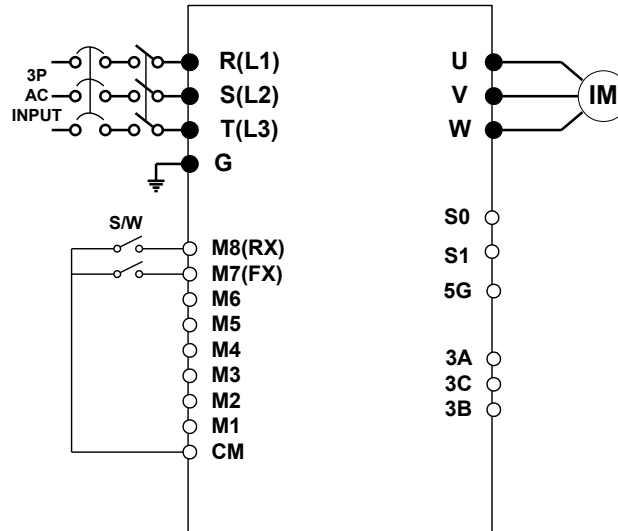 3P
AC
INPUT
R(L1)
S(L2)
T(L3)
G
U
V
W
IM
S/W
M8(RX)
M7(FX)
M6
M5
M4
M3
M2
M1
CM
S0
S1
5G
3A
3C
3B